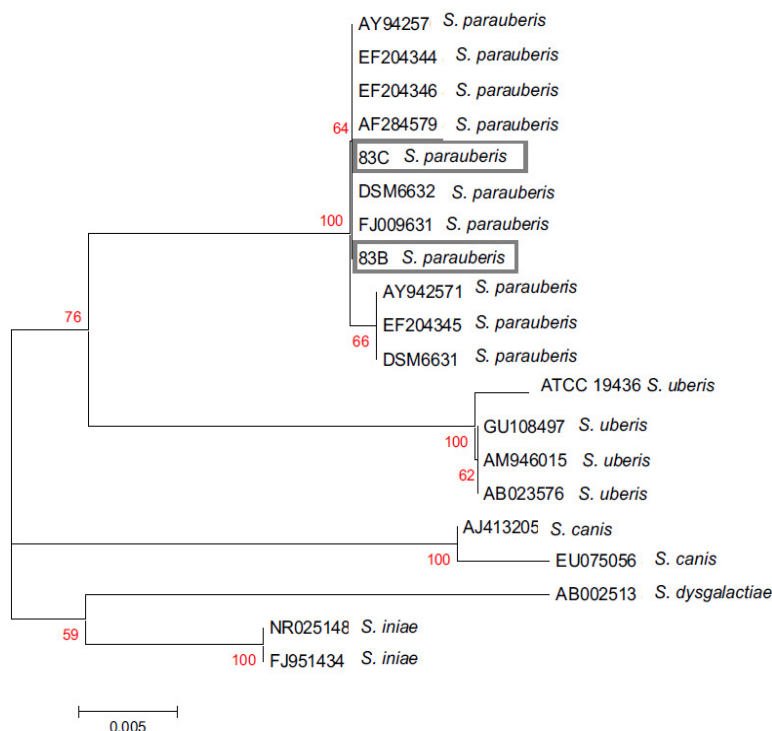 AY94257 S. parauberis
EF204344 S. parauberis
EF204346 S. parauberis
64 AF284579 S. parauberis
83C S. parauberis
DSM6632 S. parauberis
100 FJ009631 S. parauberis
83B S. parauberis
AY942571 S. parauberis
76 EF204345 S. parauberis
66 DSM6631 S. parauberis
ATCC 19436 S. uberis
GU108497 S. uberis
100
AM946015 S. uberis
62
AB023576 S. uberis
AJ413205 S. canis
100 EU075056 S. canis
AB002513 S. dysgalactiae
59 NR025148 S. iniae
100 FJ951434 S. iniae
0.005